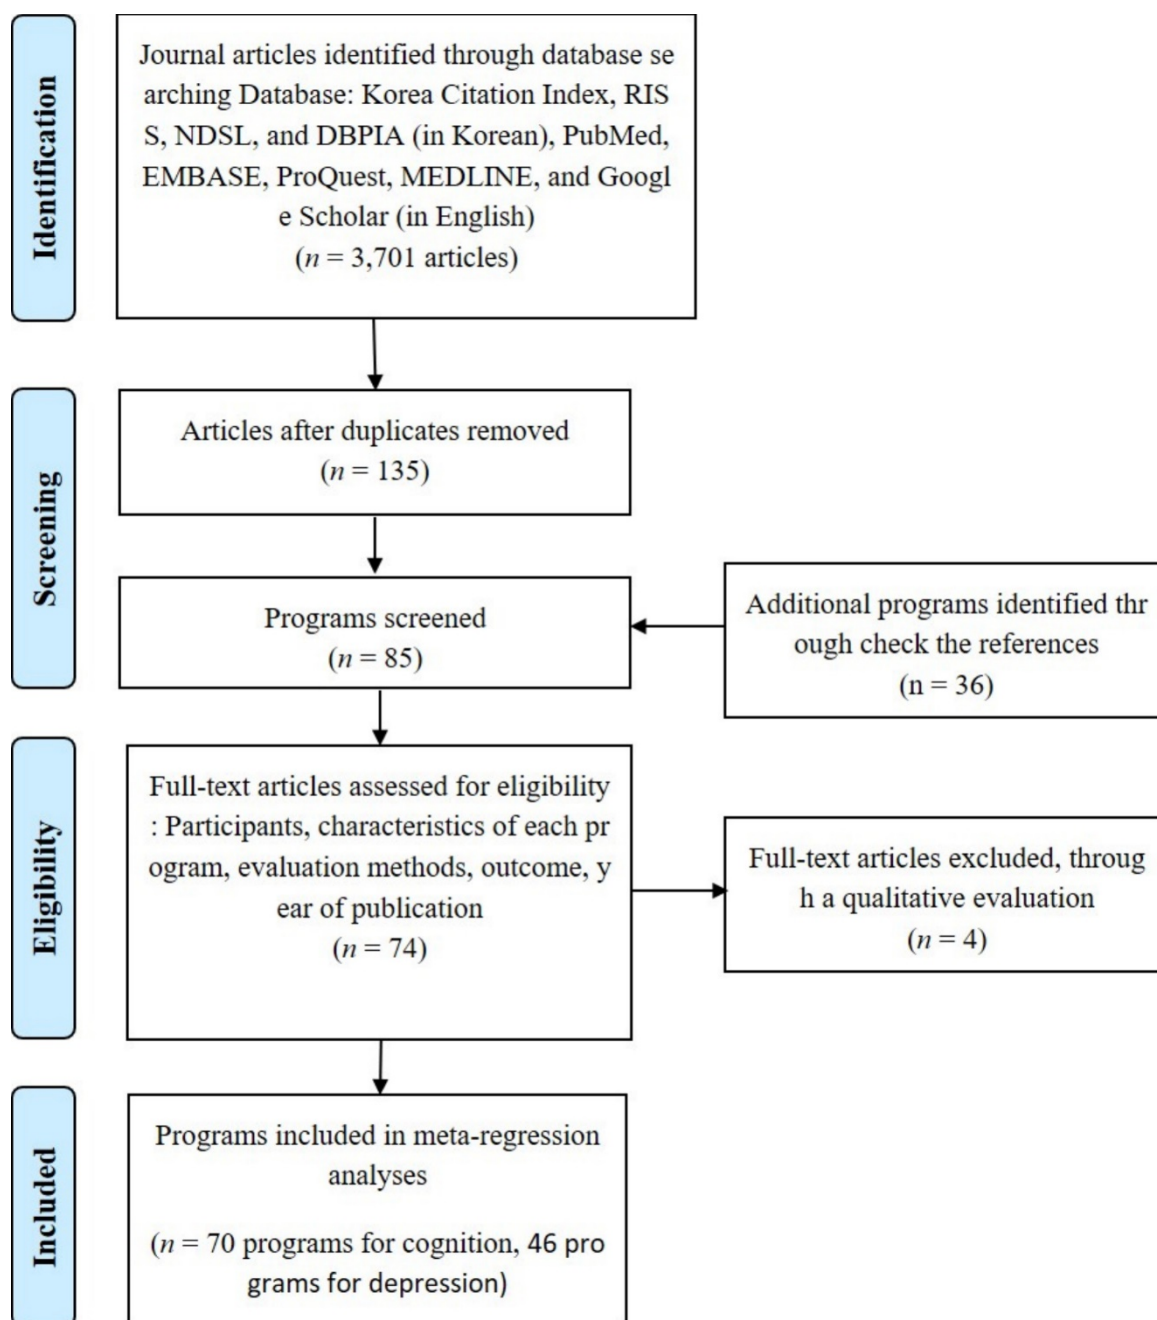 Identification
Journal articles identified through database se
arching Database: Korea Citation Index, RIS
S, NDSL, and DBPIA (in Korean), PubMed,
EMBASE, ProQuest, MEDLINE, and Googl
e Scholar (in English)
(n = 3,701 articles)
Screening
Articles after duplicates removed
(n = 135)
Programs screened
(n = 85)
Additional programs identified thr
ough check the references
(n = 36)
Eligibility
Full-text articles assessed for eligibility
: Participants, characteristics of each pr
ogram, evaluation methods, outcome, y
ear of publication
(n = 74)
Full-text articles excluded, throug
h a qualitative evaluation
(n = 4)
Included
Programs included in meta-regression
analyses
(n = 70 programs for cognition, 46 pro
grams for depression)